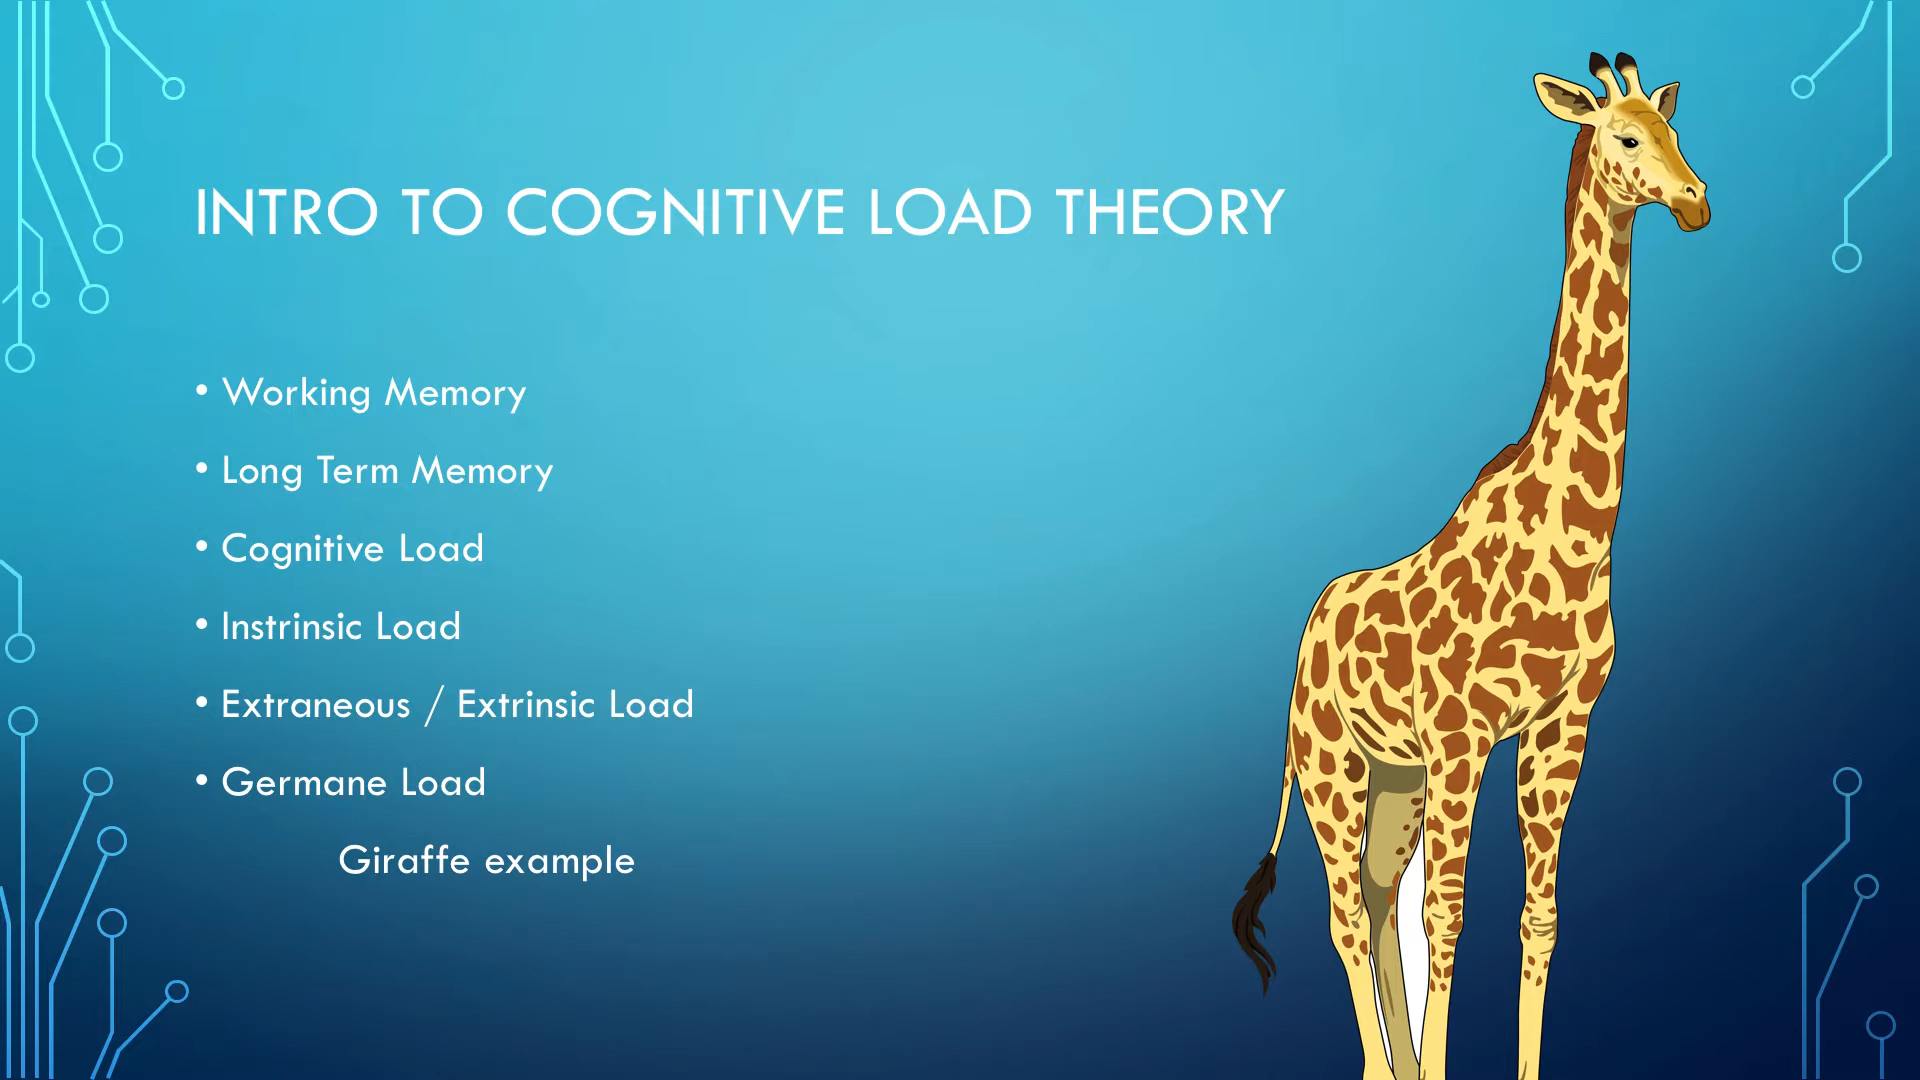 INTRO TO COGNITIVE LOAD THEORY
• Working Memory
• Long Term Memory
• Cognitive Load
• Instrinsic Load
• Extraneous / Extrinsic Load
• Germane Load
Giraffe example